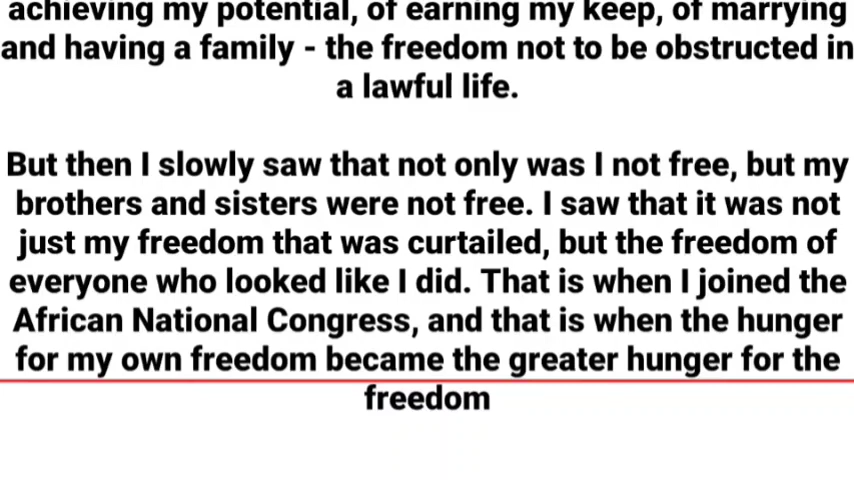 achieving my potential, of earning my keep, of marrying
and having a family - the freedom not to be obstructed in
a lawful life.
But then I slowly saw that not only was I not free, but my
brothers and sisters were not free. I saw that it was not
just my freedom that was curtailed, but the freedom of
everyone who looked like I did. That is when I joined the
African National Congress, and that is when the hunger
for my own freedom became the greater hunger for the
freedom